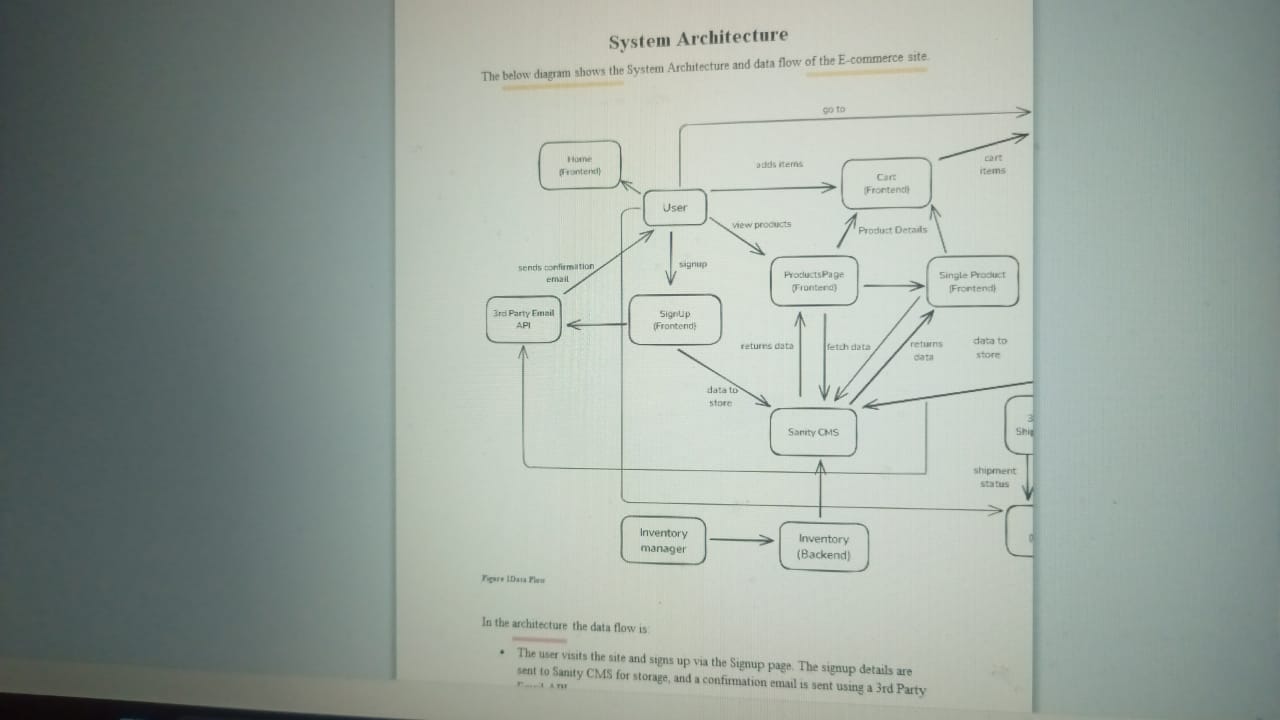 System Architecture
The below diagram shows the System Architecture and data flow of the E-commerce site.
go to
Home
(Frontend)
adds items
Cart
(Frontend)
cart
items
User
view products
Product Details
sends confirmation
email
signup
ProductsPage
(Frontend)
Single Product
(Frontend)
3rd Party Email
API
SignUp
(Frontend)
returns data
fetch data
returns
data
data to
store
data to
store
Sanity CMS
3
Ship
shipment
status
Inventory
manager
Inventory
(Backend)
Figure 1Data Flow
In the architecture the data flow is:
• The user visits the site and signs up via the Signup page. The signup details are
sent to Sanity CMS for storage, and a confirmation email is sent using a 3rd Party